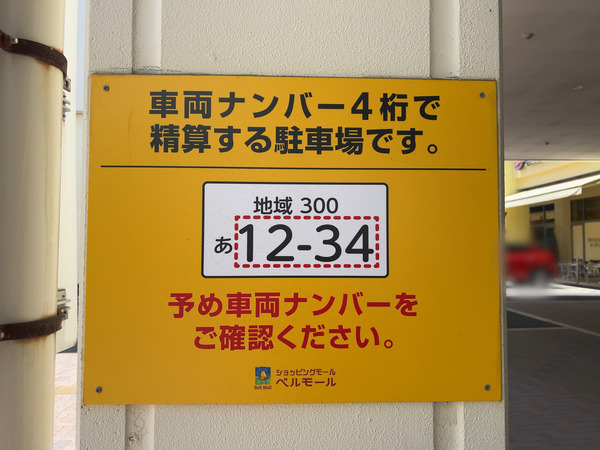 車両ナンバー4桁で
精算する駐車場です。
地域 300
あ 12-34
予め車両ナンバーを
ご確認ください。
ショッピングモール
ベルモール
Bell Mall